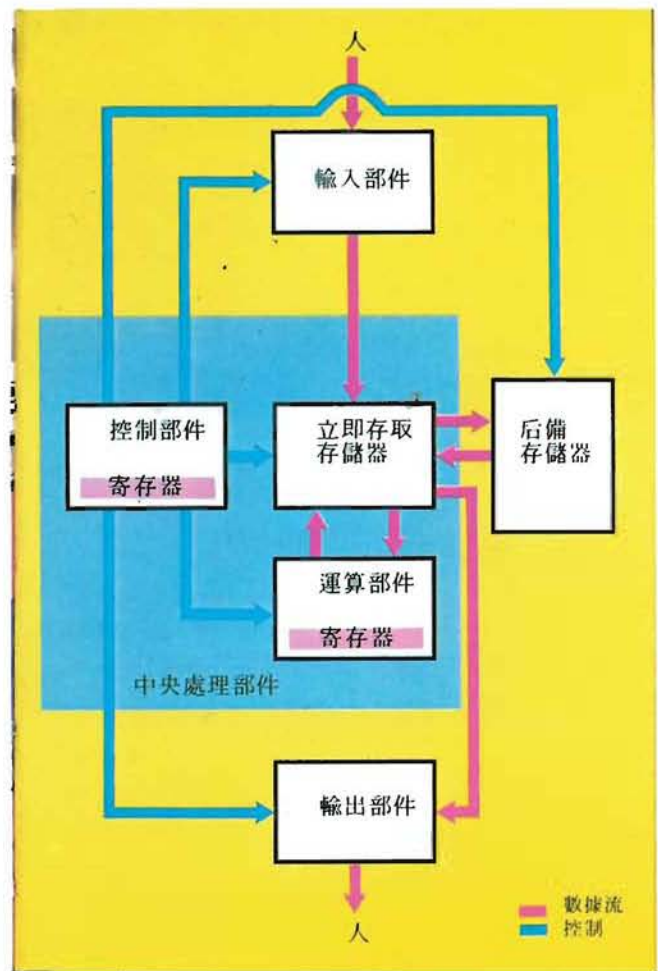 人
輸入部件
控制部件
寄存器
立即存取
存儲器
后備
存儲器
運算部件
寄存器
中央處理部件
輸出部件
人
數據流
控制